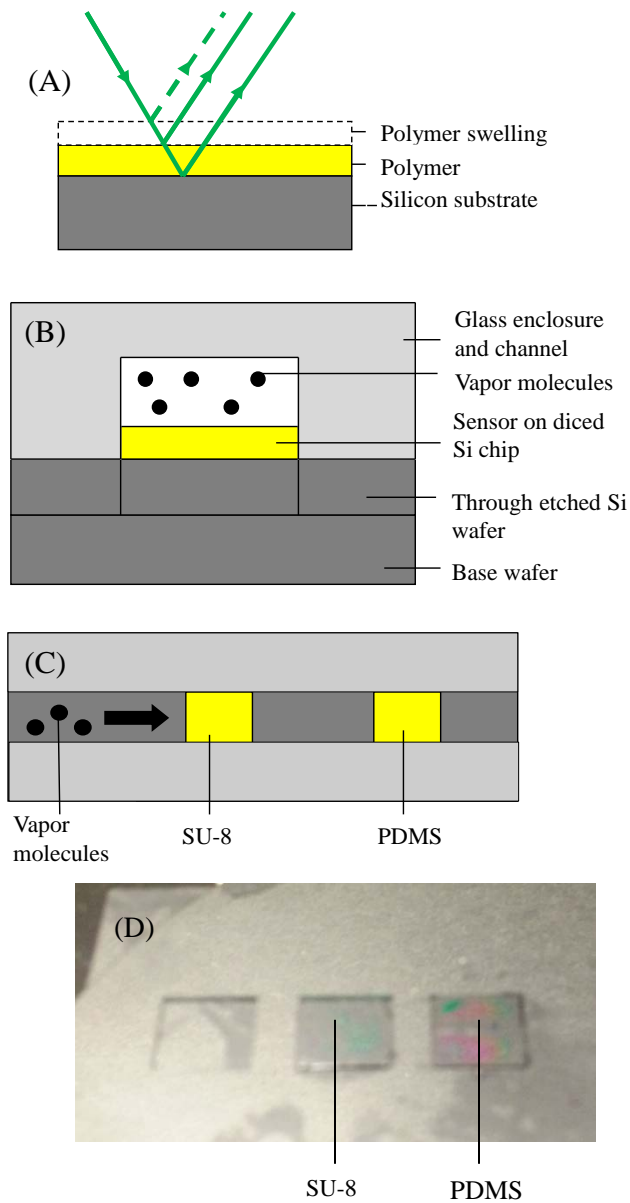 (A)
Polymer swelling
Polymer
Silicon substrate
(B)
Glass enclosure
and channel
Vapor molecules
Sensor on diced
Si chip
Through etched Si
wafer
Base wafer
(C)
Vapor
molecules
SU-8
PDMS
(D)
SU-8
PDMS